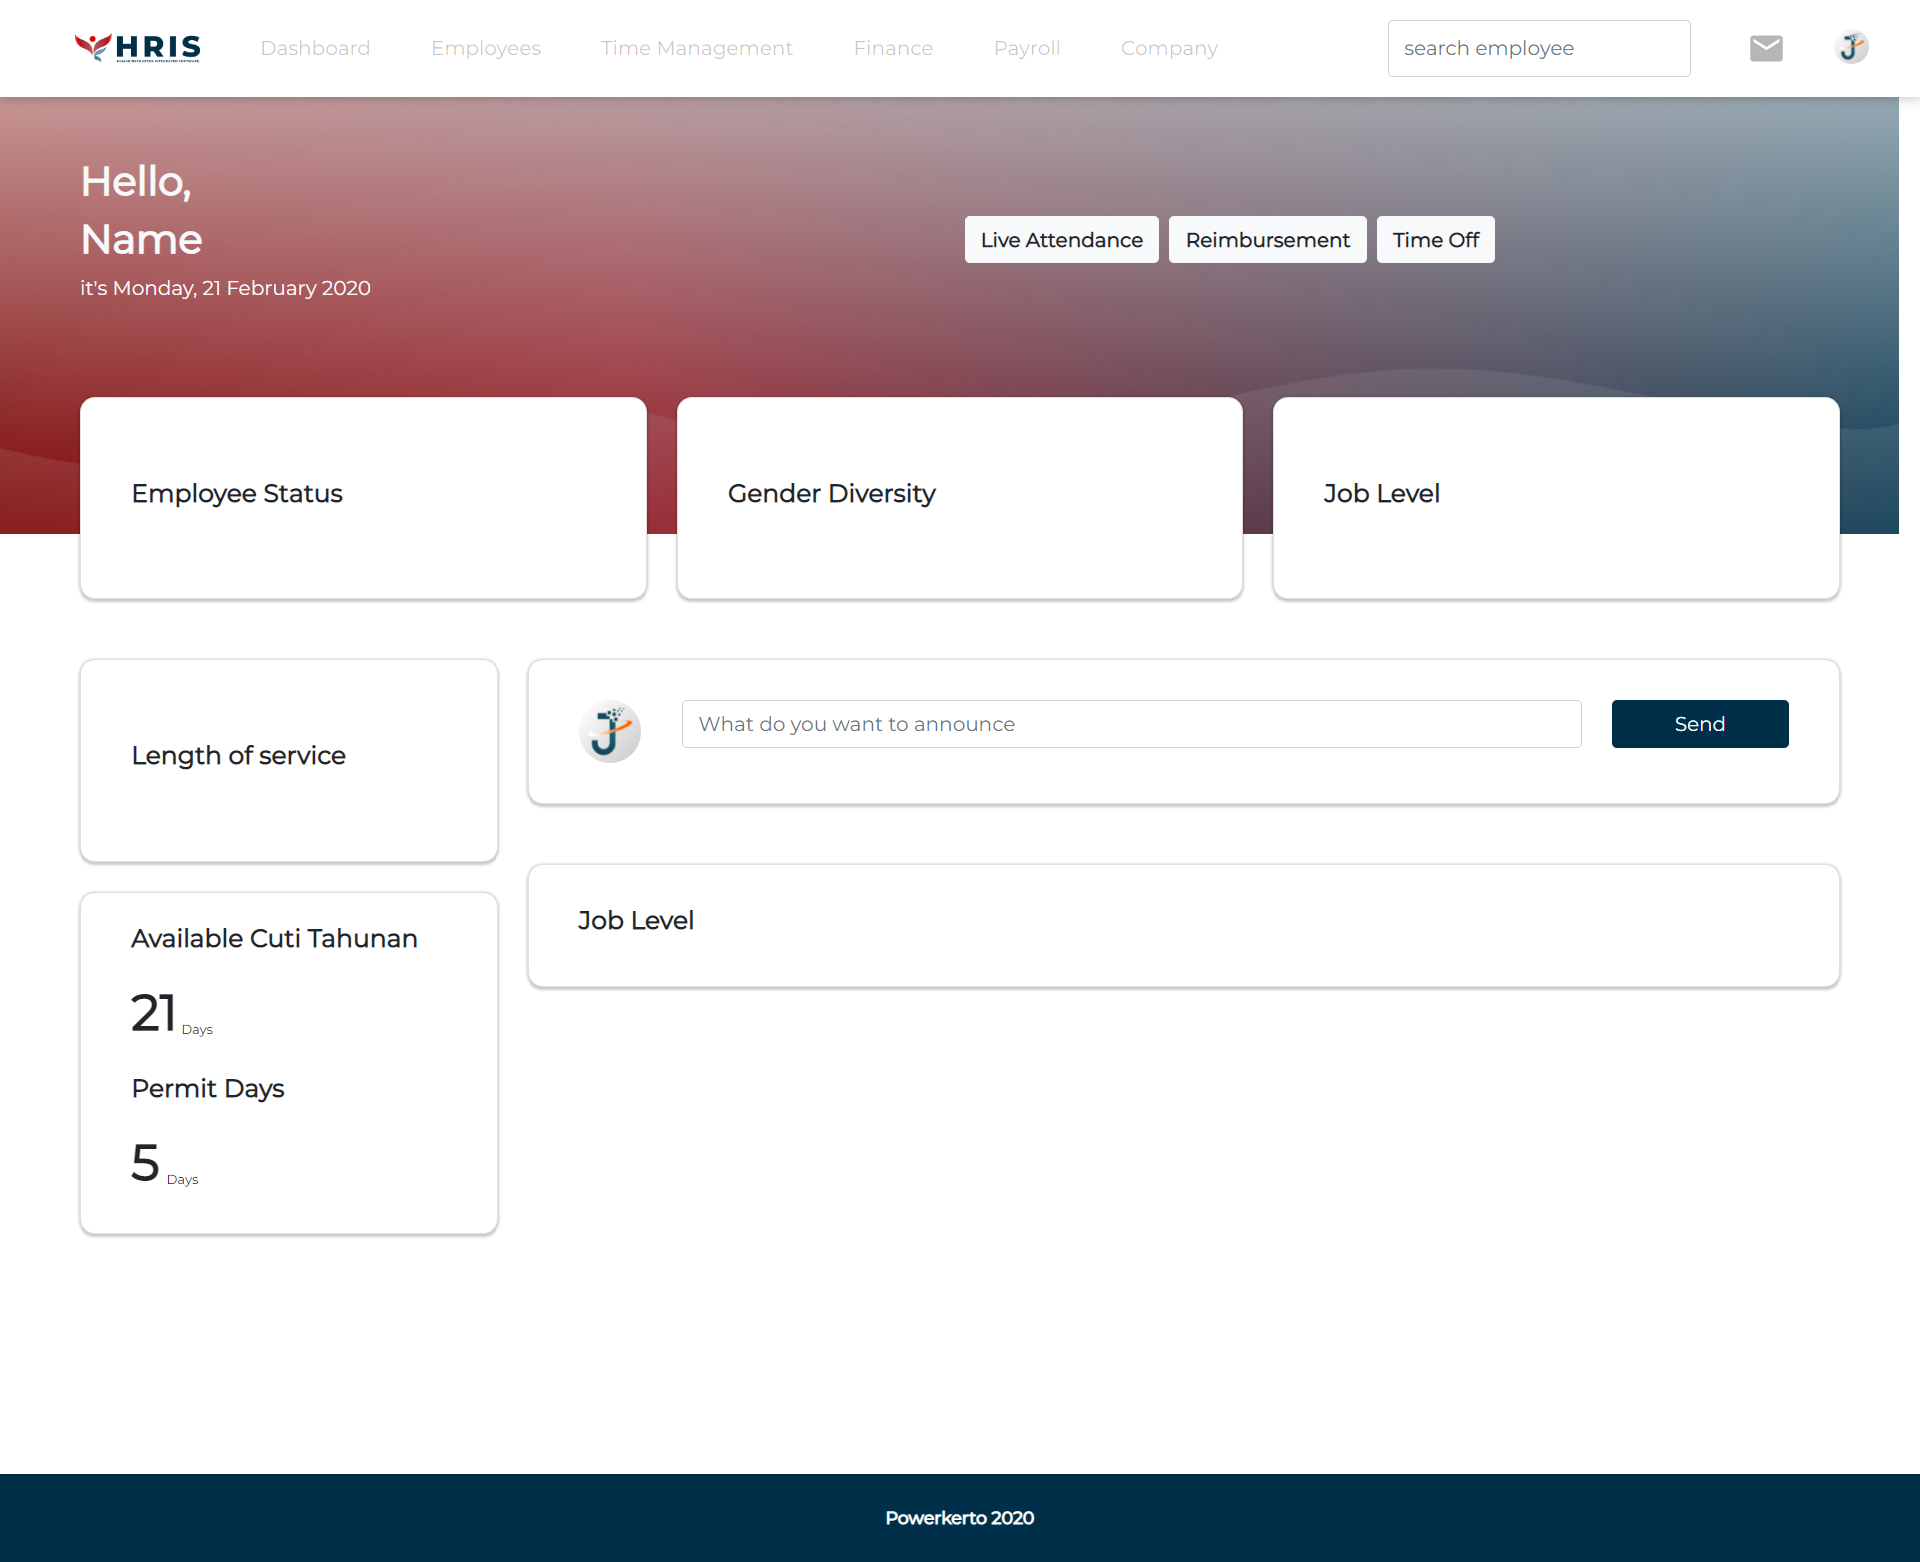 HRIS
Dashboard
Employees
Time Management
Finance
Payroll
Company
search employee
Hello,
Name
it's Monday, 21 February 2020
Live Attendance
Reimbursement
Time Off
Employee Status
Gender Diversity
Job Level
Length of service
What do you want to announce
Send
Job Level
Available Cuti Tahunan
21 Days
Permit Days
5 Days
Powerkerto 2020